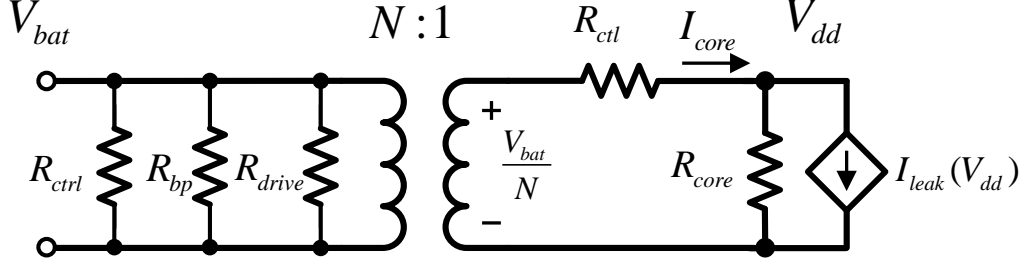 V_bat N:1 R_ctl I_core V_dd
+
R_ctrl R_bp R_drive V_bat/N R_core I_leak(V_dd)
−